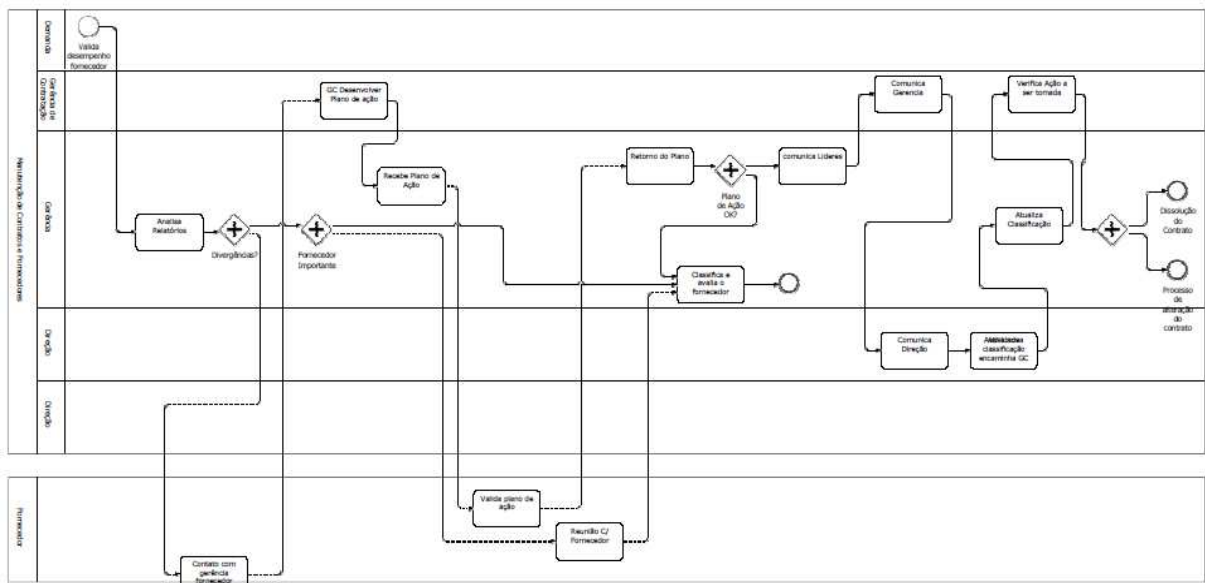 Manutenção de Contratos e Fornecedores
Demanda
Valida
desempenho
fornecedor
Gerência de
Contratação
GC Desenvolver
Plano de ação
Comunica
Gerencia
Verifica Ação a
ser tomada
Gerência
Recebe Plano de
Ação
Retorno do Plano
Plano
de Ação
OK?
comunica Lideres
Analisa
Relatórios
Divergências?
Fornecedor
Importante
Classifica e
avalia o
fornecedor
Atualiza
Classificação
Dissolução
do
Contrato
Processo
de
alteração
do
contrato
Direção
Comunica
Direção
classificação
encaminha GC
Direção
Fornecedor
Valida plano de
ação
Reunião C/
Fornecedor
Contato com
gerência
fornecedor